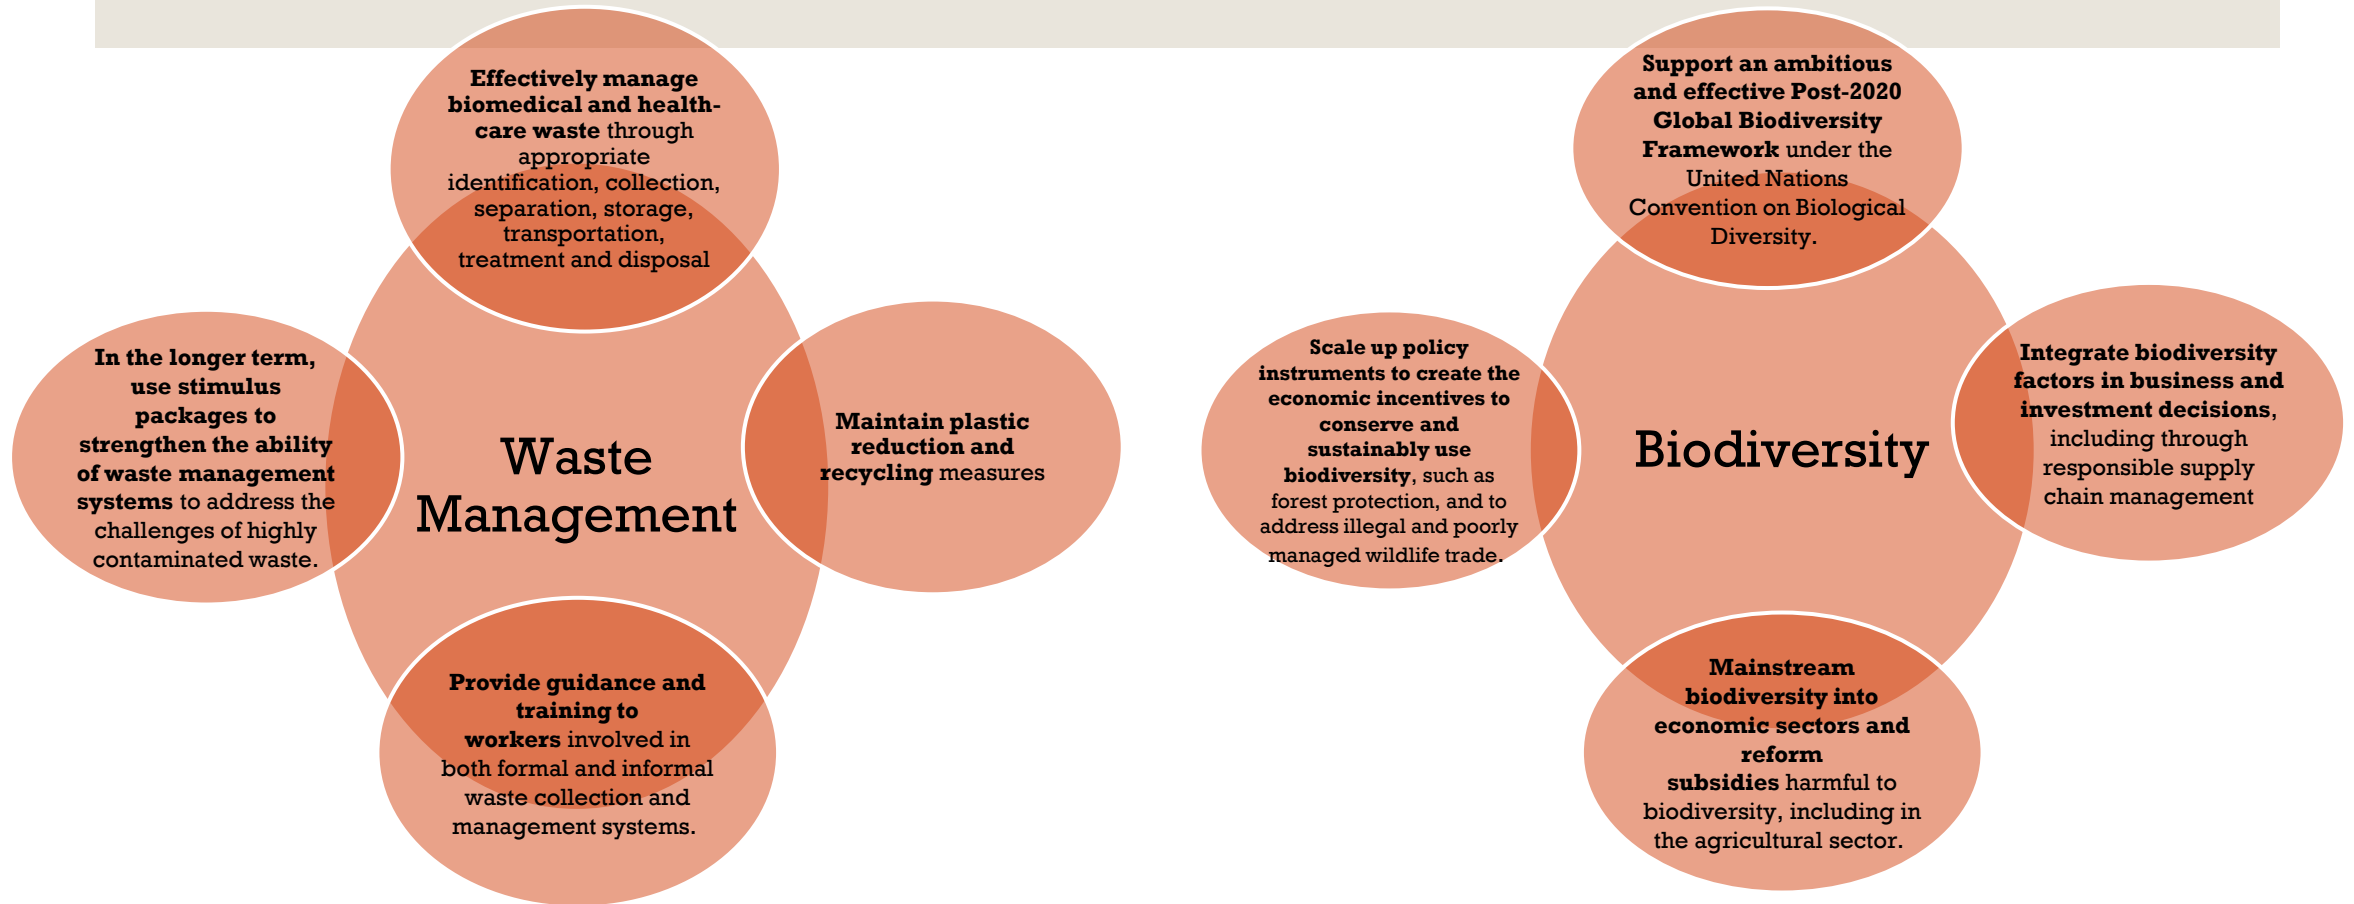 Effectively manage
biomedical and health-
care waste through
appropriate
identification, collection,
separation, storage,
transportation,
treatment and disposal
In the longer term,
use stimulus
packages to
strengthen the ability
of waste management
systems to address the
challenges of highly
contaminated waste.
Waste
Management
Maintain plastic
reduction and
recycling measures
Provide guidance and
training to
workers involved in
both formal and informal
waste collection and
management systems.
Support an ambitious
and effective Post-2020
Global Biodiversity
Framework under the
United Nations
Convention on Biological
Diversity.
Scale up policy
instruments to create the
economic incentives to
conserve and
sustainably use
biodiversity, such as
forest protection, and to
address illegal and poorly
managed wildlife trade.
Biodiversity
Integrate biodiversity
factors in business and
investment decisions,
including through
responsible supply
chain management
Mainstream
biodiversity into
economic sectors and
reform
subsidies harmful to
biodiversity, including in
the agricultural sector.